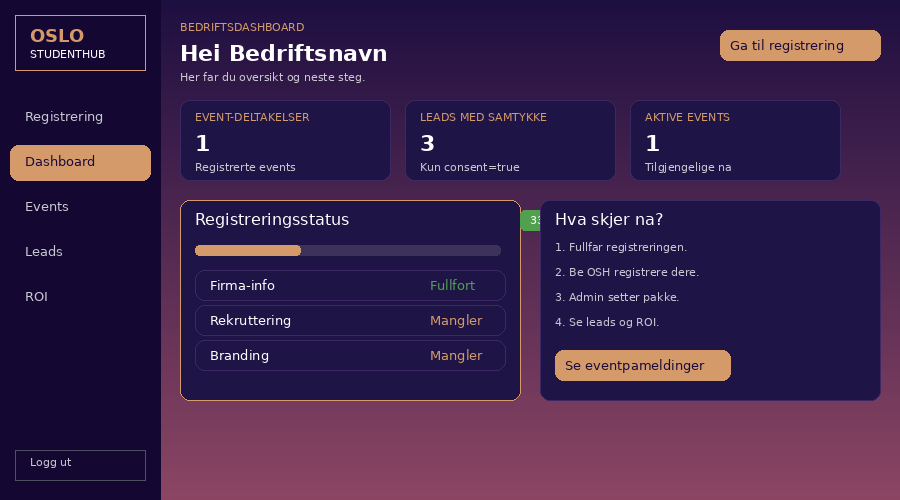 OSLO
STUDENTHUB
Registrering
Dashboard
Events
Leads
ROI
Logg ut
BEDRIFTSDASHBOARD
Hei Bedriftsnavn
Her far du oversikt og neste steg.
Ga til registrering
EVENT-DELTAKELSER
1
Registrerte events
LEADS MED SAMTYKKE
3
Kun consent=true
AKTIVE EVENTS
1
Tilgjengelige na
Registreringsstatus
Firma-info Fullfort
Rekruttering Mangler
Branding Mangler
Hva skjer na?
1. Fullfar registreringen.
2. Be OSH registrere dere.
3. Admin setter pakke.
4. Se leads og ROI.
Se eventpameldinger